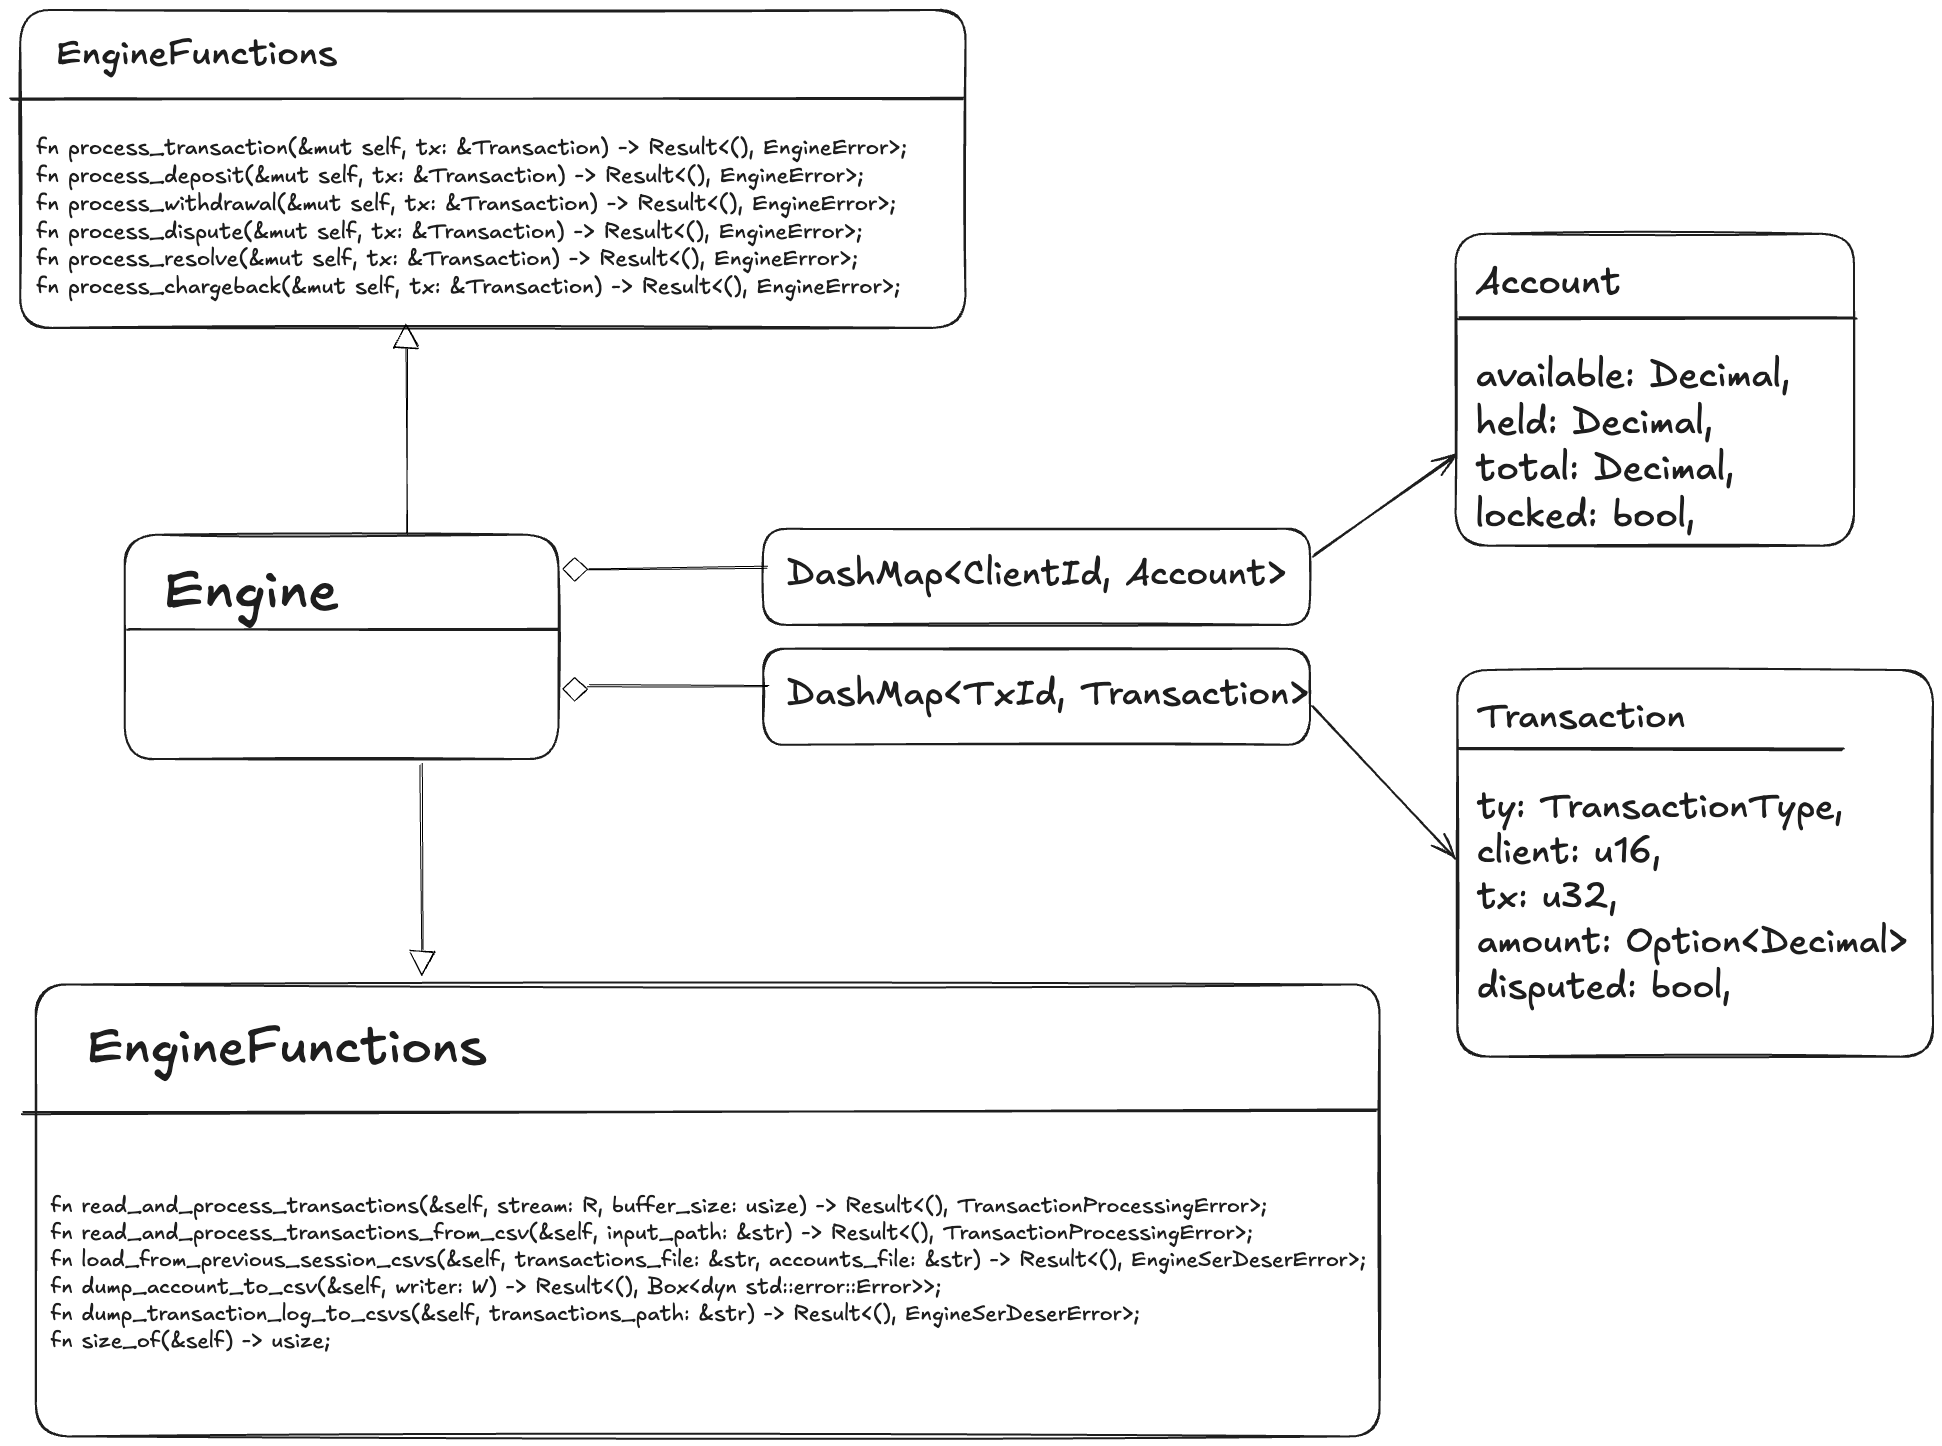 EngineFunctions
fn process_transaction(&mut self, tx: &Transaction) -> Result<(), EngineError>;
fn process_deposit(&mut self, tx: &Transaction) -> Result<(), EngineError>;
fn process_withdrawal(&mut self, tx: &Transaction) -> Result<(), EngineError>;
fn process_dispute(&mut self, tx: &Transaction) -> Result<(), EngineError>;
fn process_resolve(&mut self, tx: &Transaction) -> Result<(), EngineError>;
fn process_chargeback(&mut self, tx: &Transaction) -> Result<(), EngineError>;
Account
available: Decimal,
held: Decimal,
total: Decimal,
locked: bool,
Engine
DashMap<ClientId, Account>
DashMap<TxId, Transaction>
Transaction
ty: TransactionType,
client: u16,
tx: u32,
amount: Option<Decimal>
disputed: bool,
EngineFunctions
fn read_and_process_transactions(&self, stream: R, buffer_size: usize) -> Result<(), TransactionProcessingError>;
fn read_and_process_transactions_from_csv(&self, input_path: &str) -> Result<(), TransactionProcessingError>;
fn load_from_previous_session_csvs(&self, transactions_file: &str, accounts_file: &str) -> Result<(), EngineSerDeserError>;
fn dump_account_to_csv(&self, writer: W) -> Result<(), Box<dyn std::error::Error>>;
fn dump_transaction_log_to_csvs(&self, transactions_path: &str) -> Result<(), EngineSerDeserError>;
fn size_of(&self) -> usize;